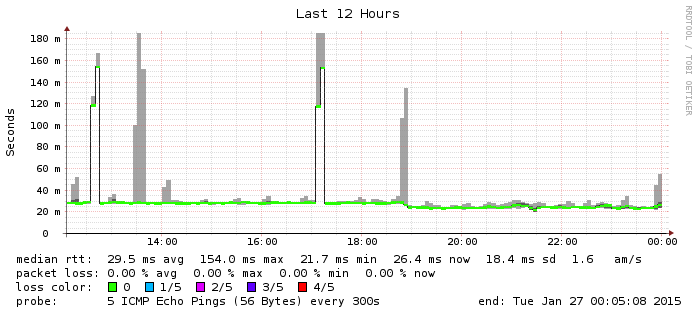 Last 12 Hours
RRDTOOL / TOBI OETIKER
Seconds
180 m
160 m
140 m
120 m
100 m
80 m
60 m
40 m
20 m
0
14:00 16:00 18:00 20:00 22:00 00:00
median rtt: 29.5 ms avg 154.0 ms max 21.7 ms min 26.4 ms now 18.4 ms sd 1.6 am/s
packet loss: 0.00 % avg 0.00 % max 0.00 % min 0.00 % now
loss color: 0 1/5 2/5 3/5 4/5
probe: 5 ICMP Echo Pings (56 Bytes) every 300s end: Tue Jan 27 00:05:08 2015